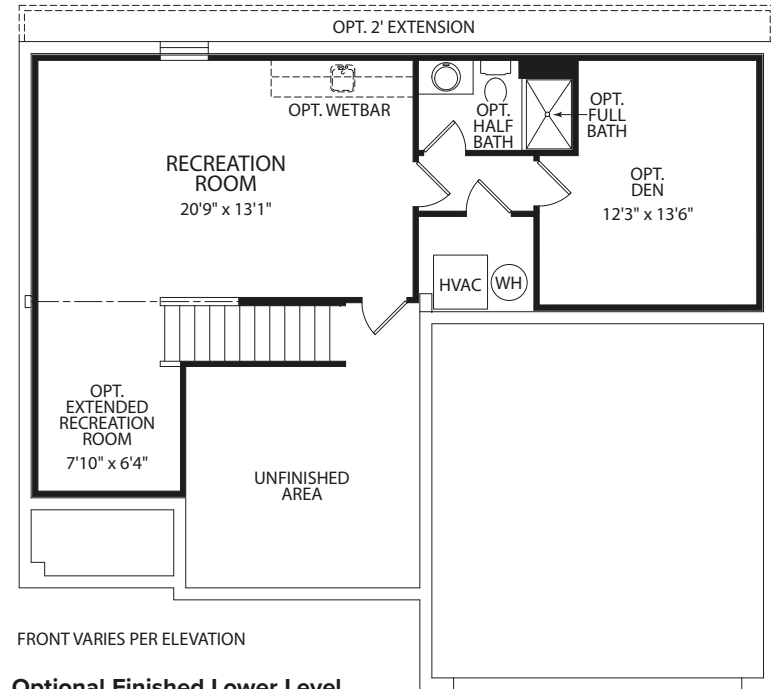 OPT. 2' EXTENSION
OPT. WETBAR
OPT.
HALF
BATH
OPT.
FULL
BATH
RECREATION
ROOM
20'9" x 13'1"
OPT.
DEN
12'3" x 13'6"
HVAC
WH
OPT.
EXTENDED
RECREATION
ROOM
7'10" x 6'4"
UNFINISHED
AREA
FRONT VARIES PER ELEVATION
Optional Finished Lower Level